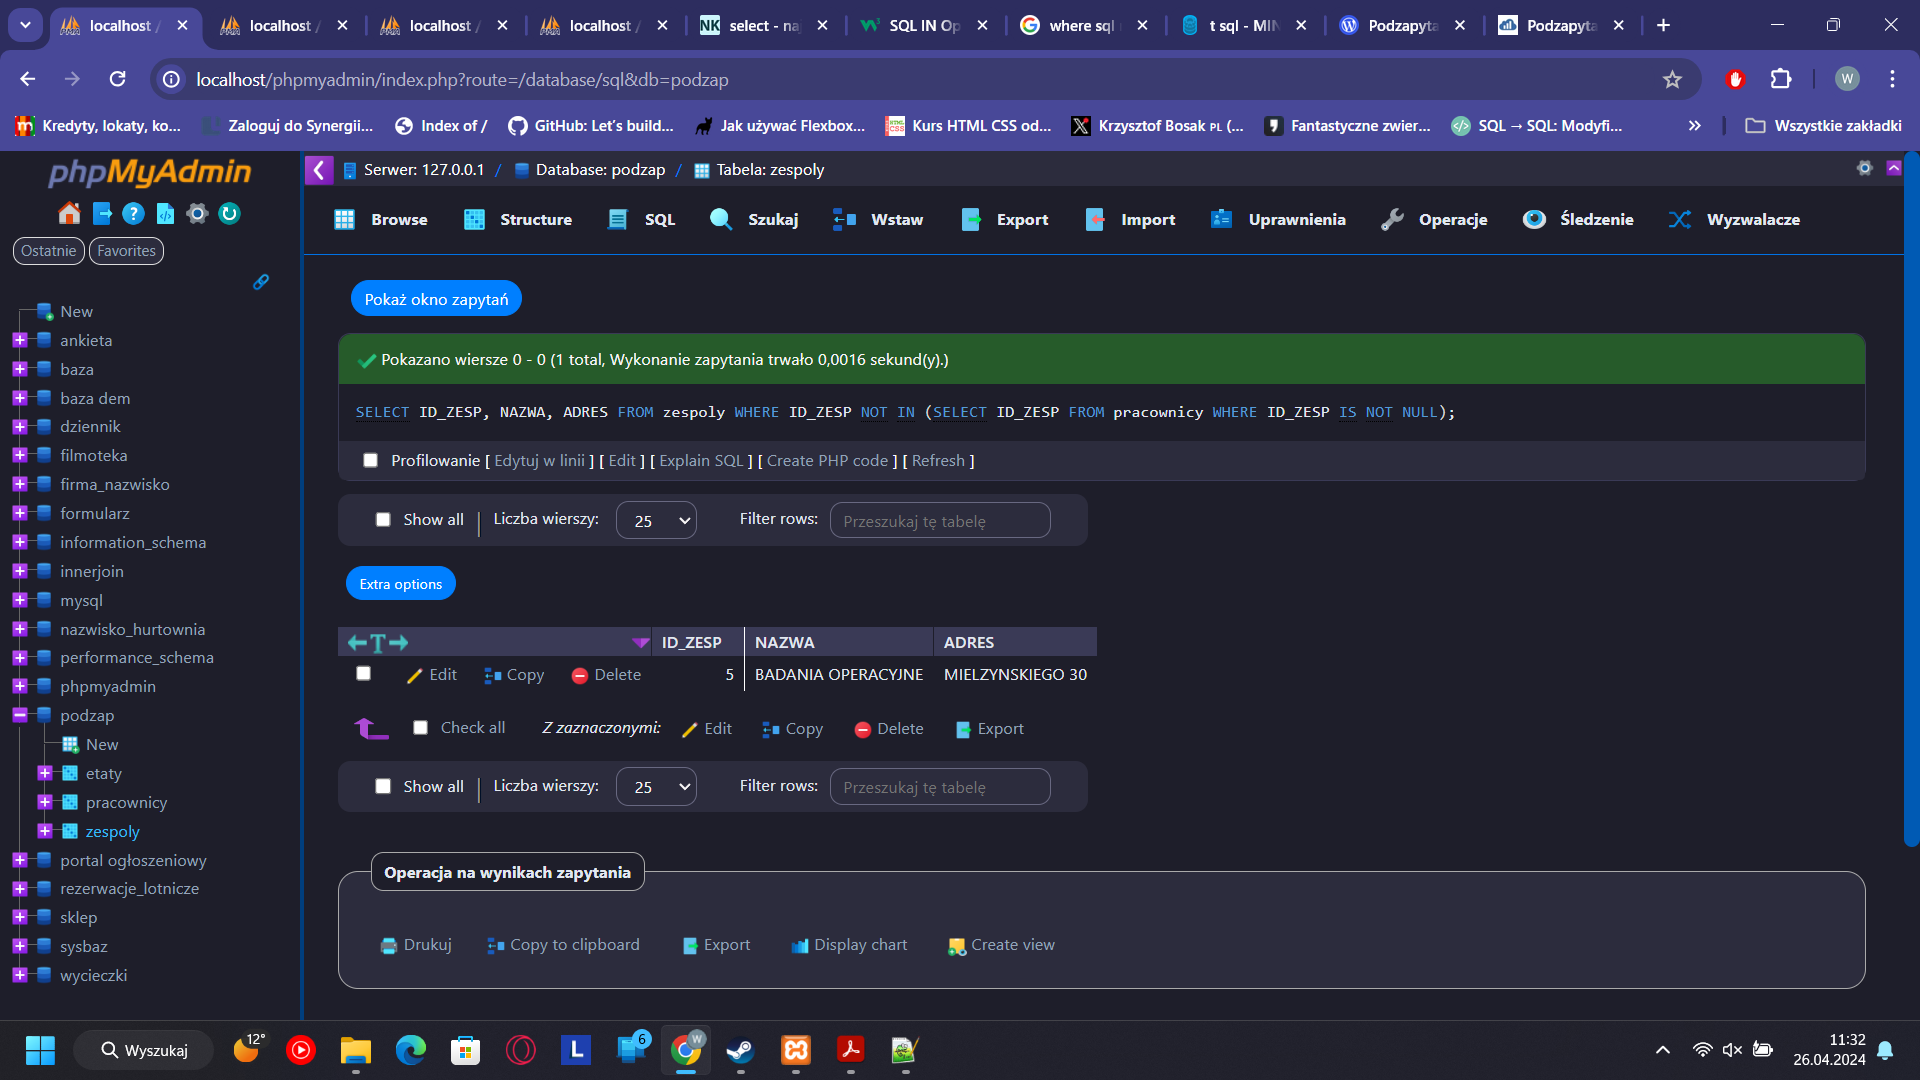 localhost /
localhost /
localhost /
localhost /
select - na
SQL IN Op
where sql
t sql - MIN
Podzapyta
Podzapyta
localhost/phpmyadmin/index.php?route=/database/sql&db=podzap
W
Kredyty, lokaty, ko...
Zaloguj do Synergii...
Index of /
GitHub: Let's build...
Jak używać Flexbox...
Kurs HTML CSS od...
Krzysztof Bosak PL (...
Fantastyczne zwier...
SQL → SQL: Modyfi...
»
Wszystkie zakładki
phpMyAdmin
Ostatnie
Favorites
New
ankieta
baza
baza dem
dziennik
filmoteka
firma_nazwisko
formularz
information_schema
innerjoin
mysql
nazwisko_hurtownia
performance_schema
phpmyadmin
podzap
New
etaty
pracownicy
zespoly
portal ogłoszeniowy
rezerwacje_lotnicze
sklep
sysbaz
wycieczki
Serwer: 127.0.0.1 / Database: podzap / Tabela: zespoly
Browse
Structure
SQL
Szukaj
Wstaw
Export
Import
Uprawnienia
Operacje
Śledzenie
Wyzwalacze
Pokaż okno zapytań
Pokazano wiersze 0 - 0 (1 total, Wykonanie zapytania trwało 0,0016 sekund(y).)
SELECT ID_ZESP, NAZWA, ADRES FROM zespoly WHERE ID_ZESP NOT IN (SELECT ID_ZESP FROM pracownicy WHERE ID_ZESP IS NOT NULL);
Profilowanie [ Edytuj w linii ] [ Edit ] [ Explain SQL ] [ Create PHP code ] [ Refresh ]
Show all | Liczba wierszy: 25 Filter rows: Przeszukaj tę tabelę
Extra options
←T→ ID_ZESP NAZWA ADRES
Edit Copy Delete 5 BADANIA OPERACYJNE MIELZYNSKIEGO 30
Check all Z zaznaczonymi: Edit Copy Delete Export
Show all | Liczba wierszy: 25 Filter rows: Przeszukaj tę tabelę
Operacja na wynikach zapytania
Drukuj Copy to clipboard Export Display chart Create view
Wyszukaj
12°
L
6
W
11:32
26.04.2024